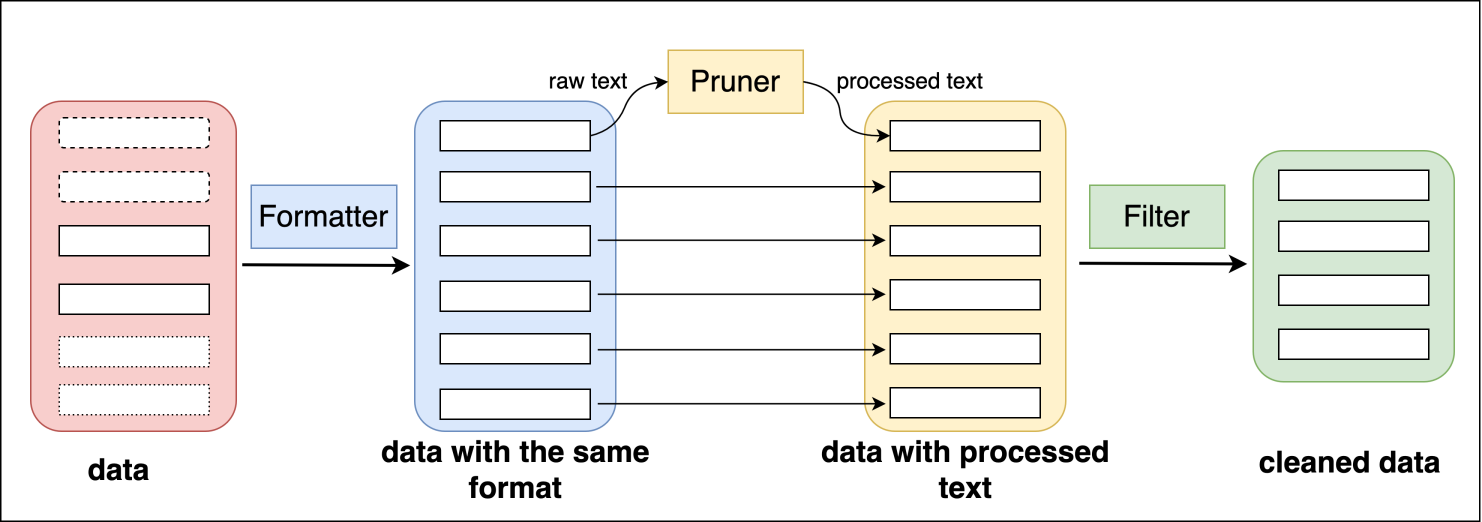 raw text
Pruner
processed text
Formatter
Filter
data
data with the same
format
data with processed
text
cleaned data